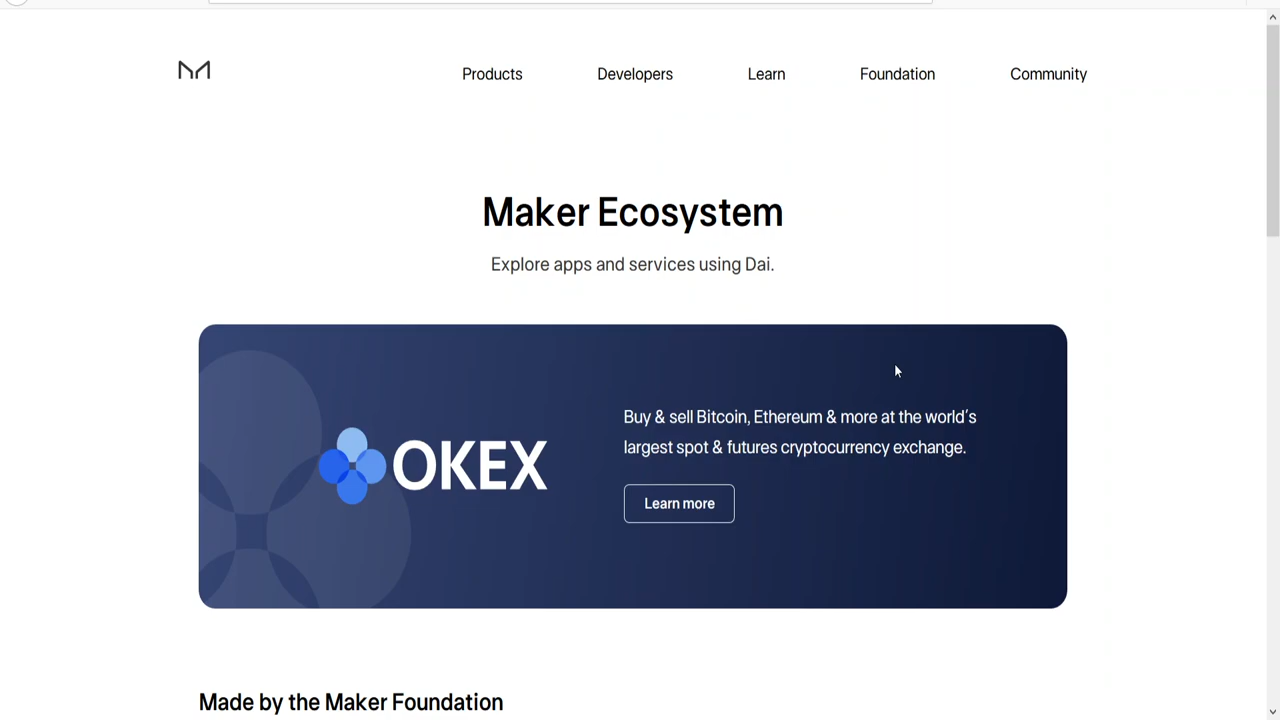 Products Developers Learn Foundation Community
Maker Ecosystem
Explore apps and services using Dai.
OKEX
Buy & sell Bitcoin, Ethereum & more at the world's
largest spot & futures cryptocurrency exchange.
Learn more
Made by the Maker Foundation